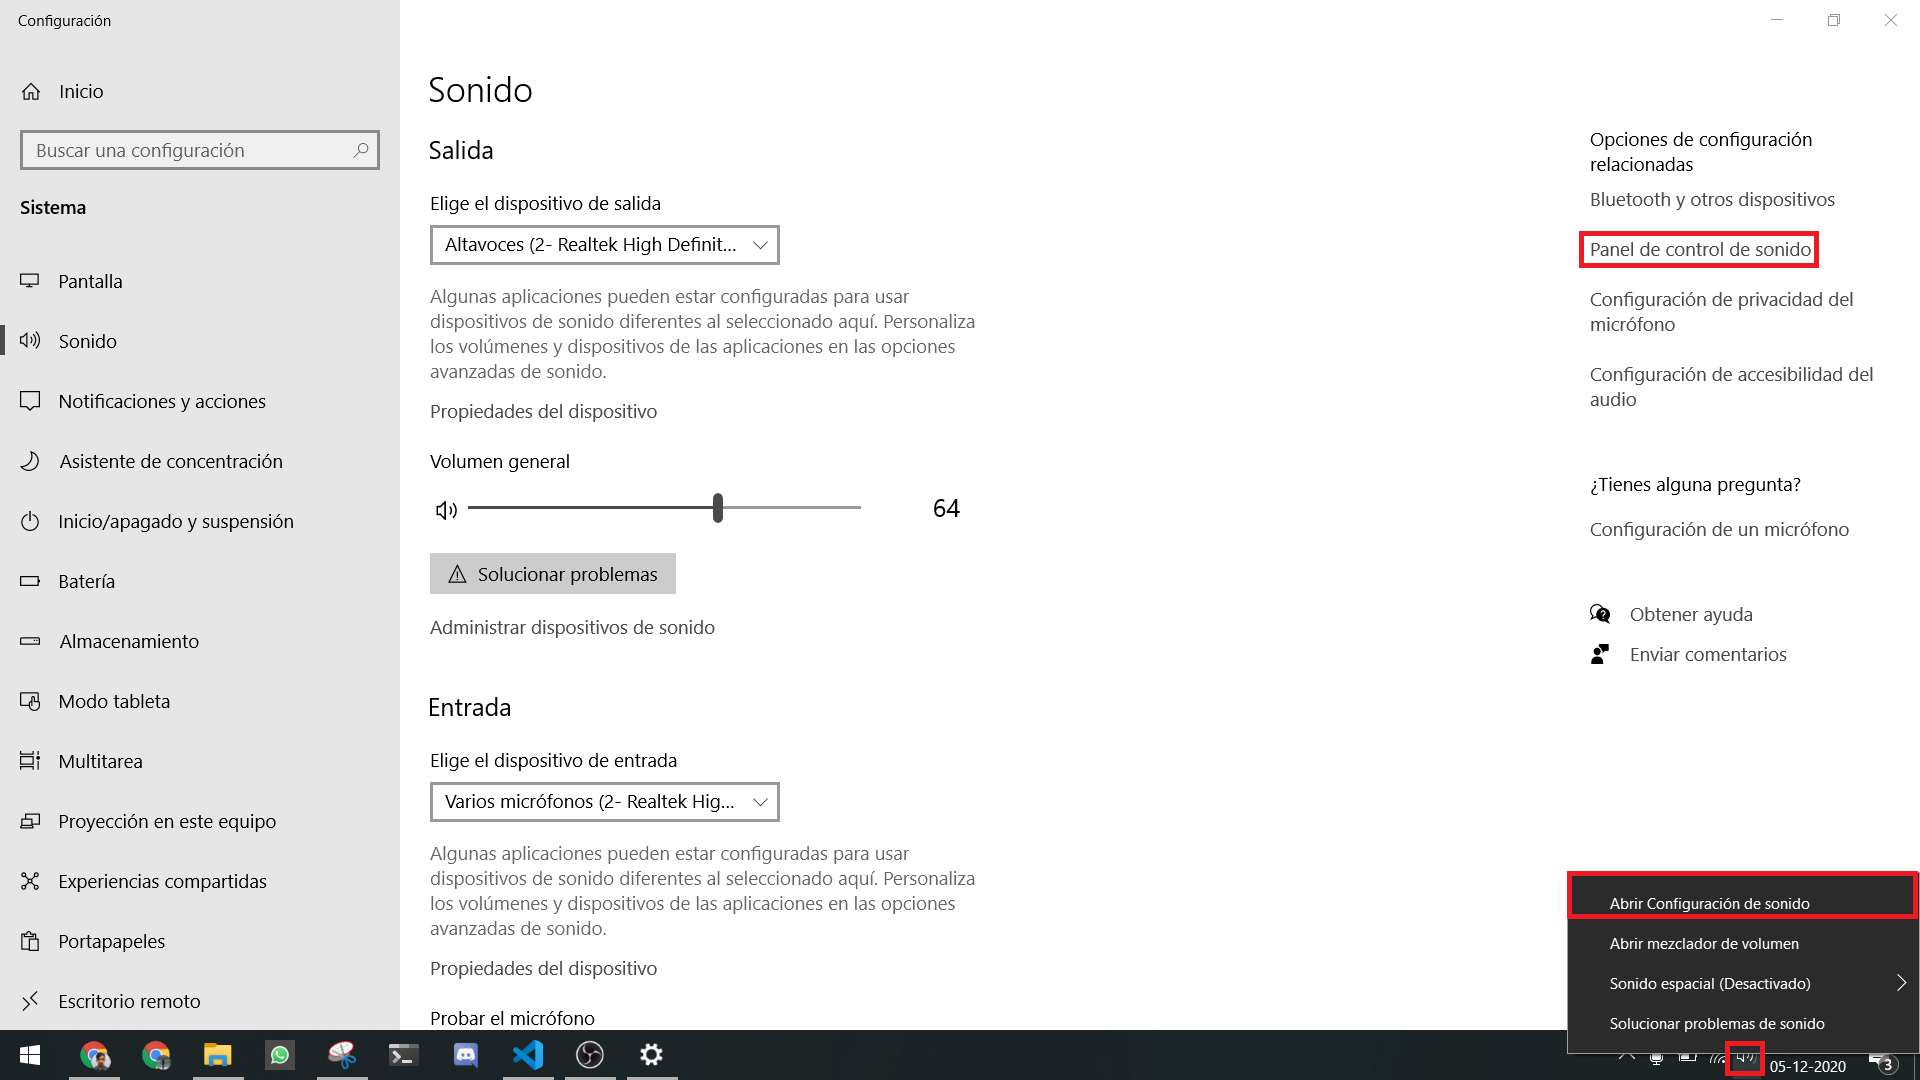 Configuración
Inicio
Buscar una configuración
Sistema
Pantalla
Sonido
Notificaciones y acciones
Asistente de concentración
Inicio/apagado y suspensión
Batería
Almacenamiento
Modo tableta
Multitarea
Proyección en este equipo
Experiencias compartidas
Portapapeles
Escritorio remoto
Sonido
Salida
Elige el dispositivo de salida
Altavoces (2- Realtek High Definit...
Algunas aplicaciones pueden estar configuradas para usar
dispositivos de sonido diferentes al seleccionado aquí. Personaliza
los volúmenes y dispositivos de las aplicaciones en las opciones
avanzadas de sonido.
Propiedades del dispositivo
Volumen general
64
Solucionar problemas
Administrar dispositivos de sonido
Entrada
Elige el dispositivo de entrada
Varios micrófonos (2- Realtek Hig...
Algunas aplicaciones pueden estar configuradas para usar
dispositivos de sonido diferentes al seleccionado aquí. Personaliza
los volúmenes y dispositivos de las aplicaciones en las opciones
avanzadas de sonido.
Propiedades del dispositivo
Probar el micrófono
Opciones de configuración
relacionadas
Bluetooth y otros dispositivos
Panel de control de sonido
Configuración de privacidad del
micrófono
Configuración de accesibilidad del
audio
¿Tienes alguna pregunta?
Configuración de un micrófono
Obtener ayuda
Enviar comentarios
Abrir Configuración de sonido
Abrir mezclador de volumen
Sonido espacial (Desactivado)
Solucionar problemas de sonido
05-12-2020
3